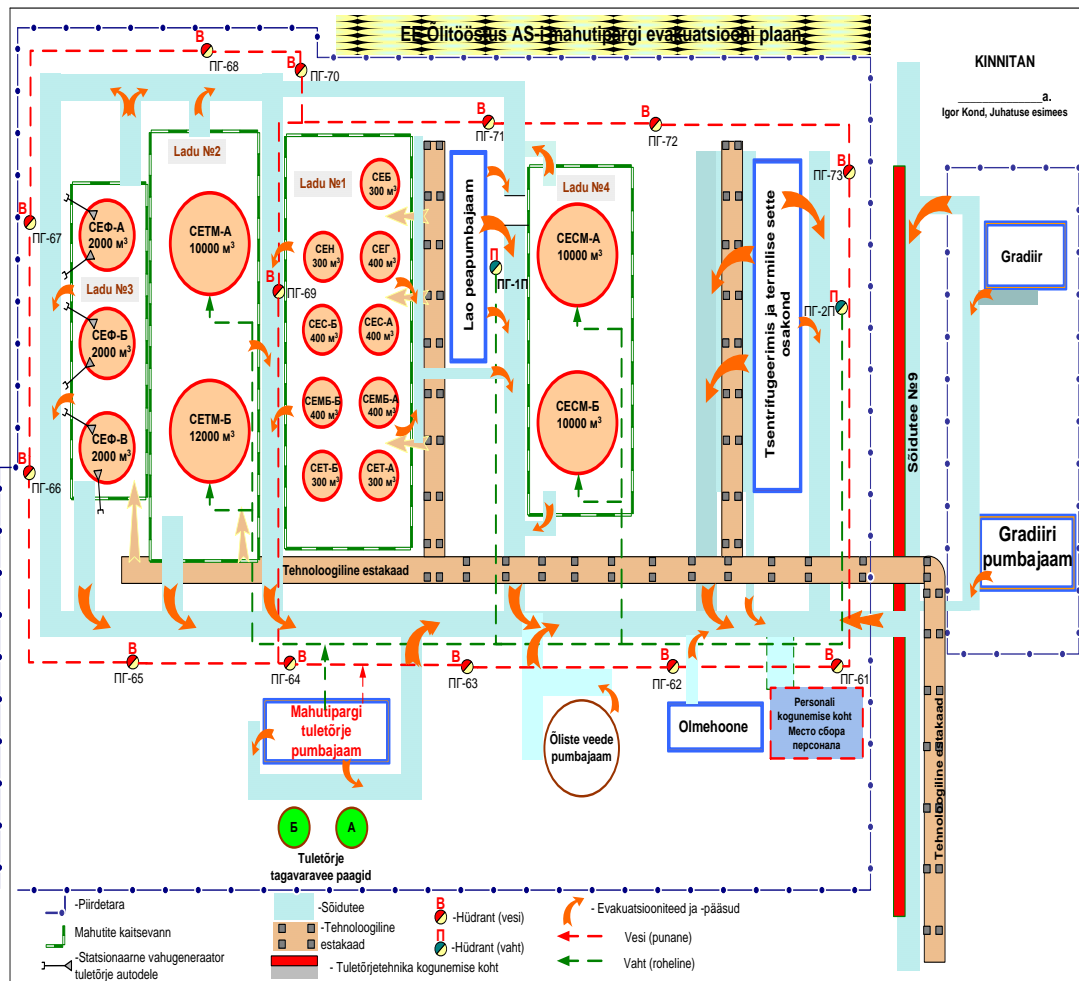 EE Õlitööstus AS-i mahutipargi evakuatsiooni plaan.
KINNITAN
____________a.
Igor Kond, Juhatuse esimees
В
ПГ-68
В
ПГ-70
В
ПГ-71
В
ПГ-72
В
ПГ-73
В
ПГ-67
В
ПГ-69
П
ПГ-1П
П
ПГ-2П
В
ПГ-66
В
ПГ-65
В
ПГ-64
В
ПГ-63
В
ПГ-62
В
ПГ-61
Ladu №3
СЕФ-А
2000 м³
СЕФ-Б
2000 м³
СЕФ-В
2000 м³
Ladu №2
СЕТМ-А
10000 м³
СЕТМ-Б
12000 м³
Ladu №1
СЕБ
300 м³
СЕН
300 м³
СЕГ
400 м³
СЕС-Б
400 м³
СЕС-А
400 м³
СЕМБ-Б
400 м³
СЕМБ-А
400 м³
СЕТ-Б
300 м³
СЕТ-А
300 м³
Lao peapumbajaam
Ladu №4
СЕСМ-А
10000 м³
СЕСМ-Б
10000 м³
Tsentrifugeerimis ja termilise sette
osakond
Sõidutee №9
Gradiir
Gradiiri
pumbajaam
Tehnoloogiline estakaad
Tehnoloogiline estakaad
Mahutipargi
tuletõrje
pumbajaam
Õliste veede
pumbajaam
Olmehoone
Personali
kogunemise koht
Место сбора
персонала
Б
А
Tuletõrje
tagavaravee paagid
-Piirdetara
Mahutite kaitsevann
-Statsionaarne vahugeneraator
tuletõrje autodele
-Sõidutee
-Tehnoloogiline
estakaad
- Tuletõrjetehnika kogunemise koht
В
-Hüdrant (vesi)
П
-Hüdrant (vaht)
- Evakuatsiooniteed ja -pääsud
Vesi (punane)
Vaht (roheline)